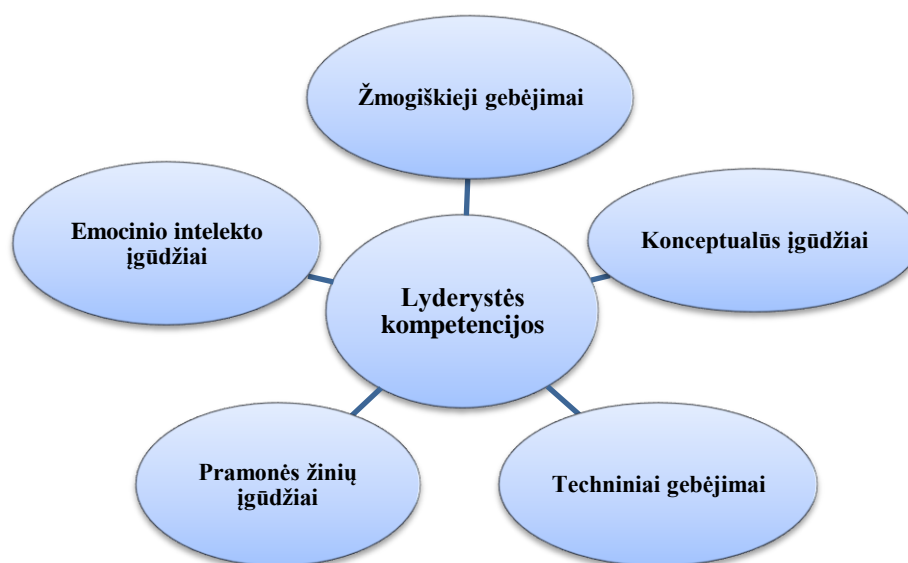 Žmogiškieji gebėjimai
Emocinio intelekto
įgūdžiai
Konceptualūs įgūdžiai
Lyderystės
kompetencijos
Pramonės žinių
įgūdžiai
Techniniai gebėjimai